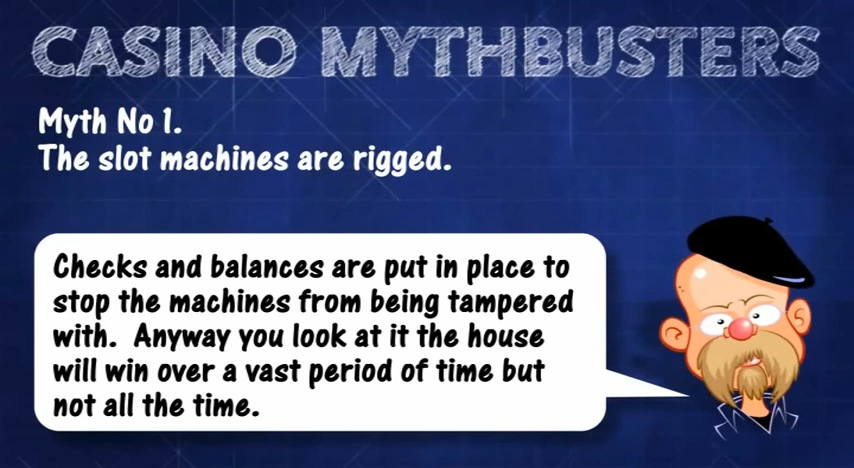 CASINO MYTHBUSTERS
Myth No 1.
The slot machines are rigged.
Checks and balances are put in place to
stop the machines from being tampered
with. Anyway you look at it the house
will win over a vast period of time but
not all the time.